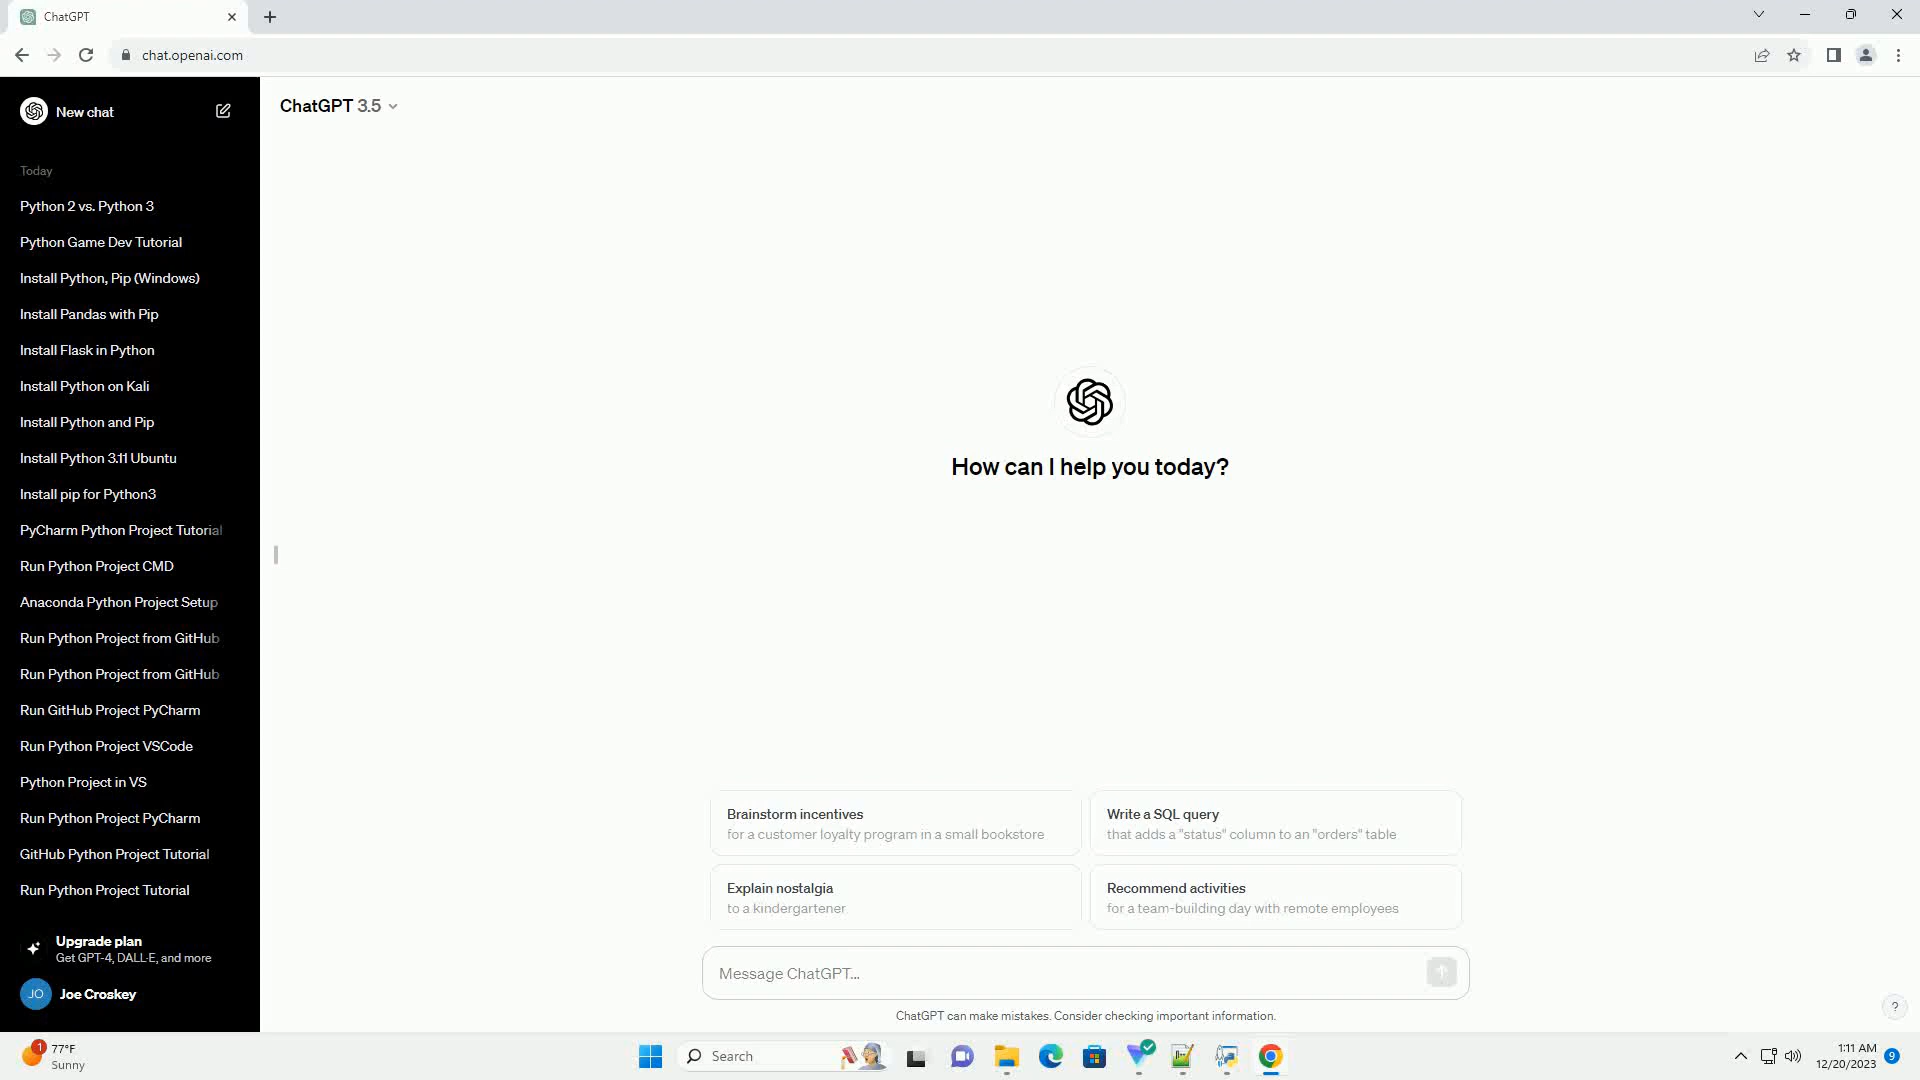 ChatGPT
chat.openai.com
New chat
ChatGPT 3.5
Today
Python 2 vs. Python 3
Python Game Dev Tutorial
Install Python, Pip (Windows)
Install Pandas with Pip
Install Flask in Python
Install Python on Kali
Install Python and Pip
Install Python 3.11 Ubuntu
Install pip for Python3
PyCharm Python Project Tutorial
Run Python Project CMD
Anaconda Python Project Setup
Run Python Project from GitHub
Run Python Project from GitHub
Run GitHub Project PyCharm
Run Python Project VSCode
Python Project in VS
Run Python Project PyCharm
GitHub Python Project Tutorial
Run Python Project Tutorial
Upgrade plan
Get GPT-4, DALL·E, and more
JO
Joe Croskey
How can I help you today?
Brainstorm incentives
for a customer loyalty program in a small bookstore
Write a SQL query
that adds a "status" column to an "orders" table
Explain nostalgia
to a kindergartener
Recommend activities
for a team-building day with remote employees
Message ChatGPT...
ChatGPT can make mistakes. Consider checking important information.
?
1
77°F
Sunny
Search
1:11 AM
12/20/2023
9